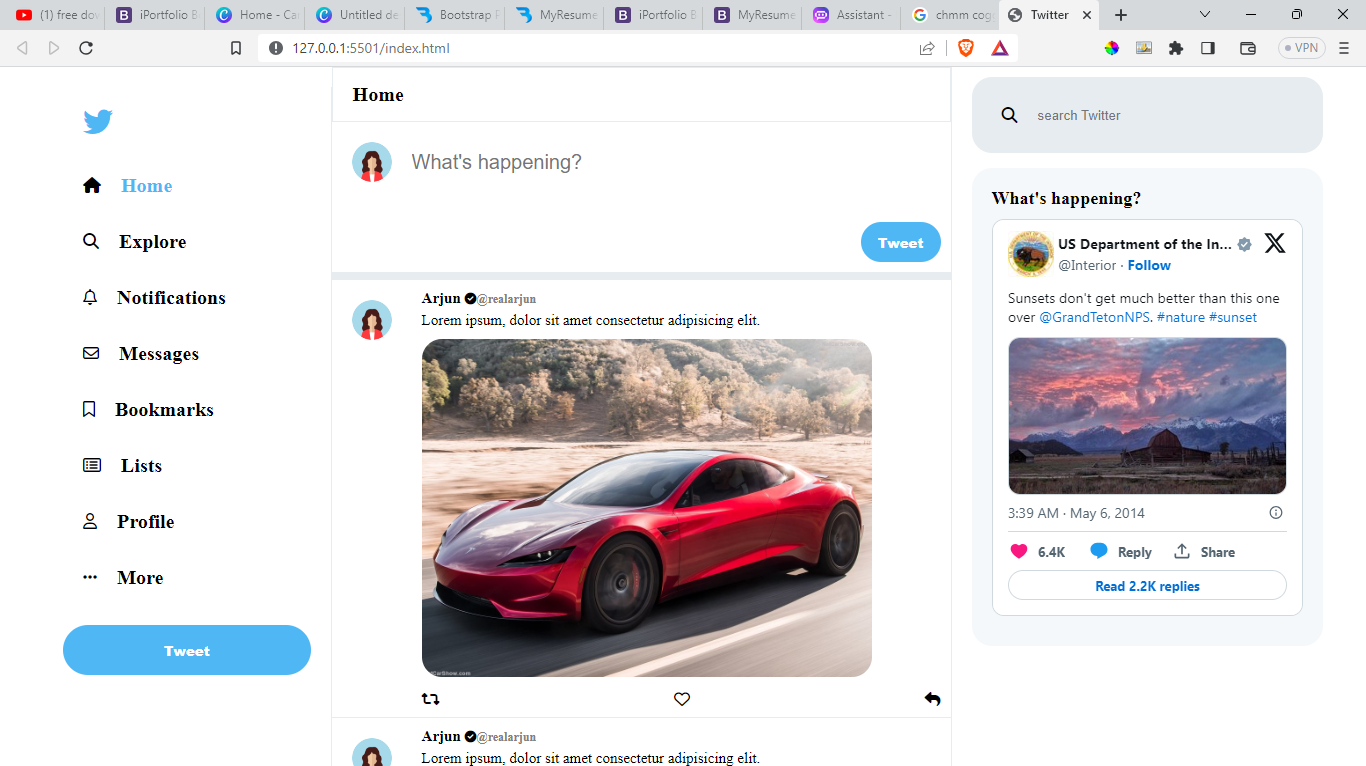 (1) free dow
iPortfolio B
Home - Ca
Untitled de
Bootstrap P
MyResume
iPortfolio B
MyResume
Assistant -
chmm cog
Twitter
127.0.0.1:5501/index.html
VPN
Home
Explore
Notifications
Messages
Bookmarks
Lists
Profile
More
Tweet
Home
What's happening?
Tweet
Arjun @realarjun
Lorem ipsum, dolor sit amet consectetur adipisicing elit.
Arjun @realarjun
Lorem ipsum, dolor sit amet consectetur adipisicing elit.
search Twitter
What's happening?
US Department of the In...
@Interior · Follow
Sunsets don't get much better than this one
over @GrandTetonNPS. #nature #sunset
3:39 AM · May 6, 2014
6.4K Reply Share
Read 2.2K replies